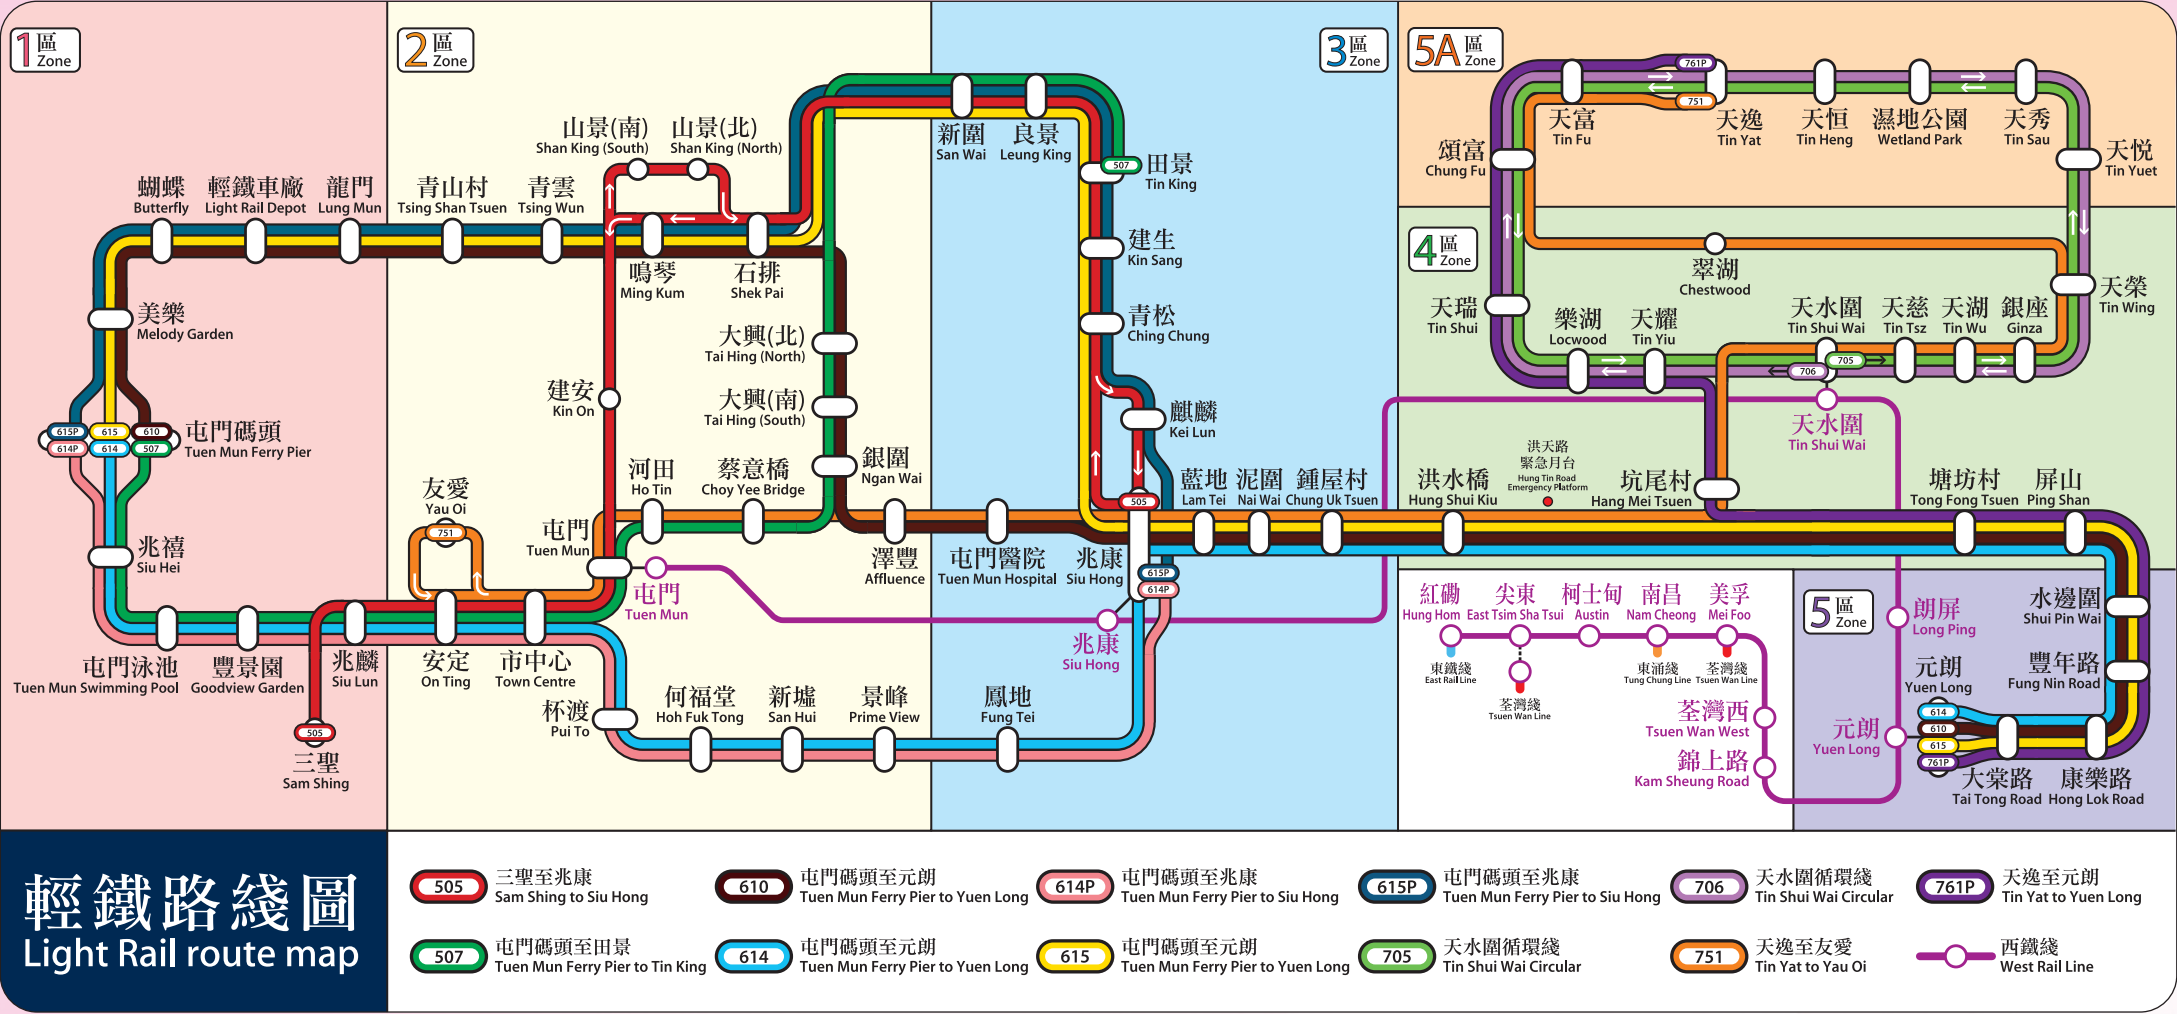 1 區
Zone
2 區
Zone
3 區
Zone
5A 區
Zone
4 區
Zone
5 區
Zone
蝴蝶
Butterfly
輕鐵車廠
Light Rail Depot
龍門
Lung Mun
青山村
Tsing Shan Tsuen
青雲
Tsing Wun
山景(南)
Shan King (South)
山景(北)
Shan King (North)
鳴琴
Ming Kum
石排
Shek Pai
新圍
San Wai
良景
Leung King
507
田景
Tin King
建生
Kin Sang
青松
Ching Chung
麒麟
Kei Lun
505
美樂
Melody Garden
615P
615
610
614P
614
507
屯門碼頭
Tuen Mun Ferry Pier
兆禧
Siu Hei
屯門泳池
Tuen Mun Swimming Pool
豐景園
Goodview Garden
兆麟
Siu Lun
505
三聖
Sam Shing
友愛
Yau Oi
751
安定
On Ting
市中心
Town Centre
屯門
Tuen Mun
屯門
Tuen Mun
建安
Kin On
大興(北)
Tai Hing (North)
大興(南)
Tai Hing (South)
銀圍
Ngan Wai
河田
Ho Tin
蔡意橋
Choy Yee Bridge
澤豐
Affluence
屯門醫院
Tuen Mun Hospital
兆康
Siu Hong
615P
614P
兆康
Siu Hong
杯渡
Pui To
何福堂
Hoh Fuk Tong
新墟
San Hui
景峰
Prime View
鳳地
Fung Tei
藍地
Lam Tei
泥圍
Nai Wai
鍾屋村
Chung Uk Tsuen
洪水橋
Hung Shui Kiu
洪天路
緊急月台
Hung Tin Road
Emergency Platform
坑尾村
Hang Mei Tsuen
塘坊村
Tong Fong Tsuen
屏山
Ping Shan
水邊圍
Shui Pin Wai
豐年路
Fung Nin Road
康樂路
Hong Lok Road
大棠路
Tai Tong Road
元朗
Yuen Long
614
610
615
761P
元朗
Yuen Long
朗屏
Long Ping
761P
751
天富
Tin Fu
天逸
Tin Yat
天恒
Tin Heng
濕地公園
Wetland Park
天秀
Tin Sau
天悦
Tin Yuet
頌富
Chung Fu
翠湖
Chestwood
天瑞
Tin Shui
樂湖
Locwood
天耀
Tin Yiu
天水圍
Tin Shui Wai
天慈
Tin Tsz
天湖
Tin Wu
銀座
Ginza
天榮
Tin Wing
705
706
天水圍
Tin Shui Wai
紅磡
Hung Hom
尖東
East Tsim Sha Tsui
柯士甸
Austin
南昌
Nam Cheong
美孚
Mei Foo
東鐵綫
East Rail Line
荃灣綫
Tsuen Wan Line
東涌綫
Tung Chung Line
荃灣綫
Tsuen Wan Line
荃灣西
Tsuen Wan West
錦上路
Kam Sheung Road
輕鐵路綫圖
Light Rail route map
505 三聖至兆康
Sam Shing to Siu Hong
610 屯門碼頭至元朗
Tuen Mun Ferry Pier to Yuen Long
614P 屯門碼頭至兆康
Tuen Mun Ferry Pier to Siu Hong
615P 屯門碼頭至兆康
Tuen Mun Ferry Pier to Siu Hong
706 天水圍循環綫
Tin Shui Wai Circular
761P 天逸至元朗
Tin Yat to Yuen Long
507 屯門碼頭至田景
Tuen Mun Ferry Pier to Tin King
614 屯門碼頭至元朗
Tuen Mun Ferry Pier to Yuen Long
615 屯門碼頭至元朗
Tuen Mun Ferry Pier to Yuen Long
705 天水圍循環綫
Tin Shui Wai Circular
751 天逸至友愛
Tin Yat to Yau Oi
西鐵綫
West Rail Line